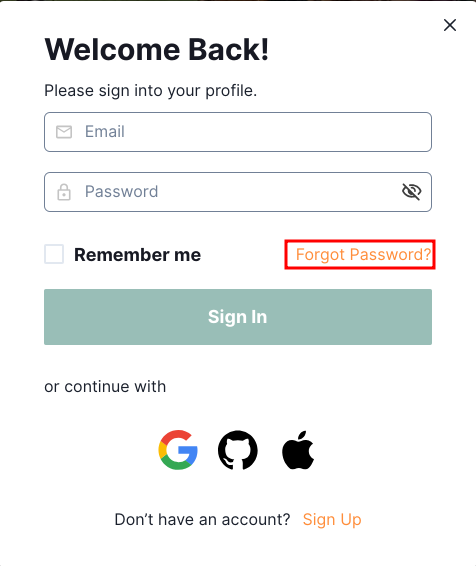 Welcome Back!
Please sign into your profile.
Email
Password
Remember me Forgot Password?
Sign In
or continue with
Don’t have an account? Sign Up